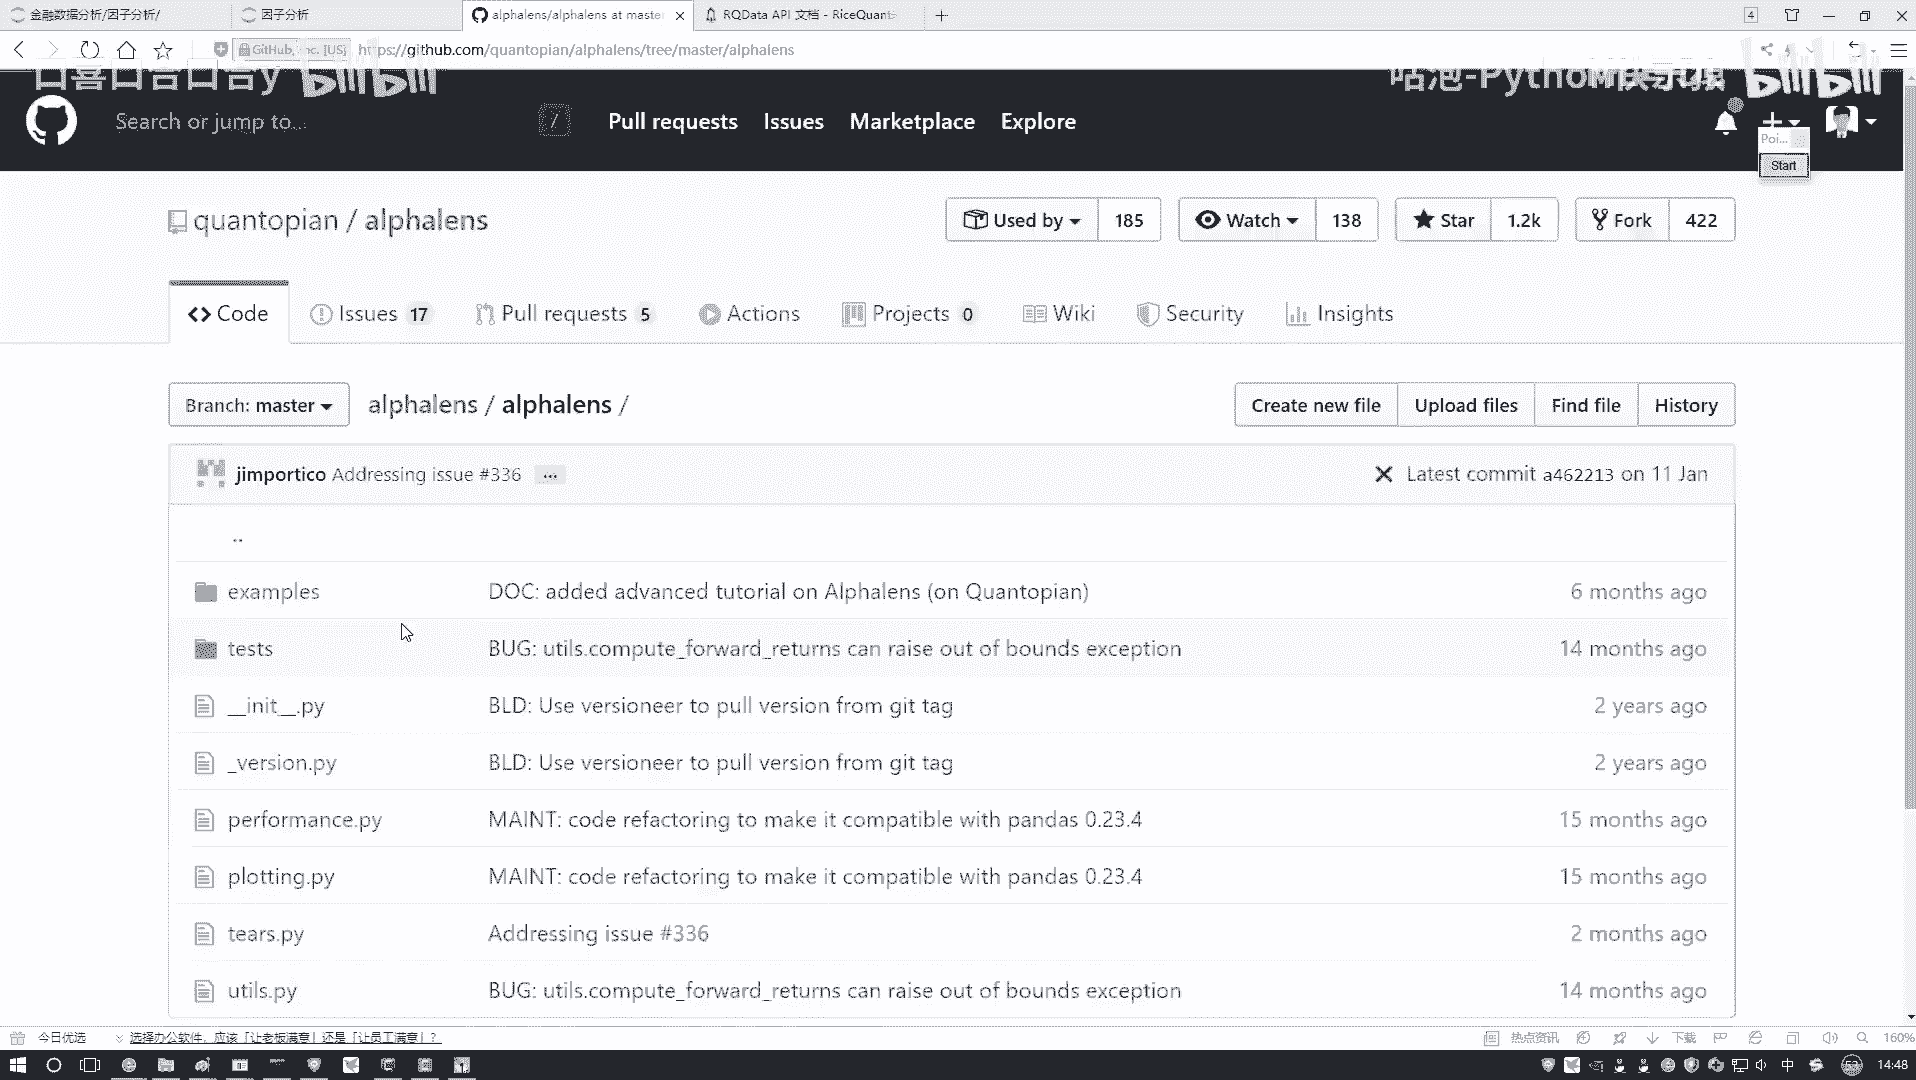 金融数据分析/因子分析/
因子分析
alphalens/alphalens at master
RQData API 文档 - RiceQuant
4
GitHub, Inc. [US]
https://github.com/quantopian/alphalens/tree/master/alphalens
bilibili
咕泡-Python
bilibili
Search or jump to...
/
Pull requests
Issues
Marketplace
Explore
Poi...
Start
quantopian / alphalens
Used by
185
Watch
138
Star
1.2k
Fork
422
Code
Issues 17
Pull requests 5
Actions
Projects 0
Wiki
Security
Insights
Branch: master
alphalens / alphalens /
Create new file
Upload files
Find file
History
jimportico Addressing issue #336 ...
Latest commit a462213 on 11 Jan
..
examples DOC: added advanced tutorial on Alphalens (on Quantopian) 6 months ago
tests BUG: utils.compute_forward_returns can raise out of bounds exception 14 months ago
__init__.py BLD: Use versioneer to pull version from git tag 2 years ago
_version.py BLD: Use versioneer to pull version from git tag 2 years ago
performance.py MAINT: code refactoring to make it compatible with pandas 0.23.4 15 months ago
plotting.py MAINT: code refactoring to make it compatible with pandas 0.23.4 15 months ago
tears.py Addressing issue #336 2 months ago
utils.py BUG: utils.compute_forward_returns can raise out of bounds exception 14 months ago
今日优选
选择办公软件，应该「让老板满意」还是「让员工满意」?
热点资讯
下载
160%
中
53
14:48